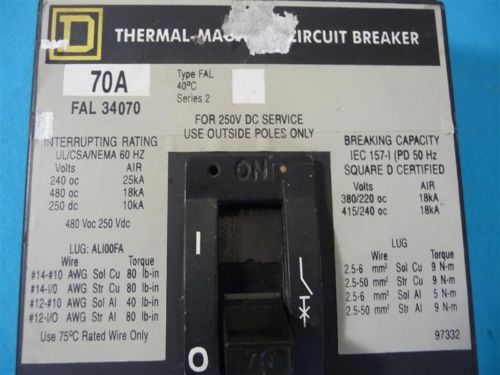 D
THERMAL-MAG CIRCUIT BREAKER
70A
FAL 34070
Type FAL
40°C
Series 2
FOR 250V DC SERVICE
USE OUTSIDE POLES ONLY
INTERRUPTING RATING
UL/CSA/NEMA 60 HZ
Volts AIR
240 ac 25kA
480 ac 18kA
250 dc 10kA
480 Vac 250 Vdc
LUG: AL100FA
Wire Torque
#14-#10 AWG Sol Cu 80 lb-in
#14-1/0 AWG Str Cu 80 lb-in
#12-#10 AWG Sol Al 40 lb-in
#12-1/0 AWG Str Al 80 lb-in
Use 75°C Rated Wire Only
ON
I
O
70
BREAKING CAPACITY
IEC 157-1 (PD 50 Hz
SQUARE D CERTIFIED
Volts AIR
380/220 ac 18kA
415/240 ac 18kA
LUG
Wire Torque
2.5-6 mm² Sol Cu 9 N-m
2.5-50 mm² Str Cu 9 N-m
2.5-6 mm² Sol Al 5 N-m
2.5-50 mm² Str Al 9 N-m
97332